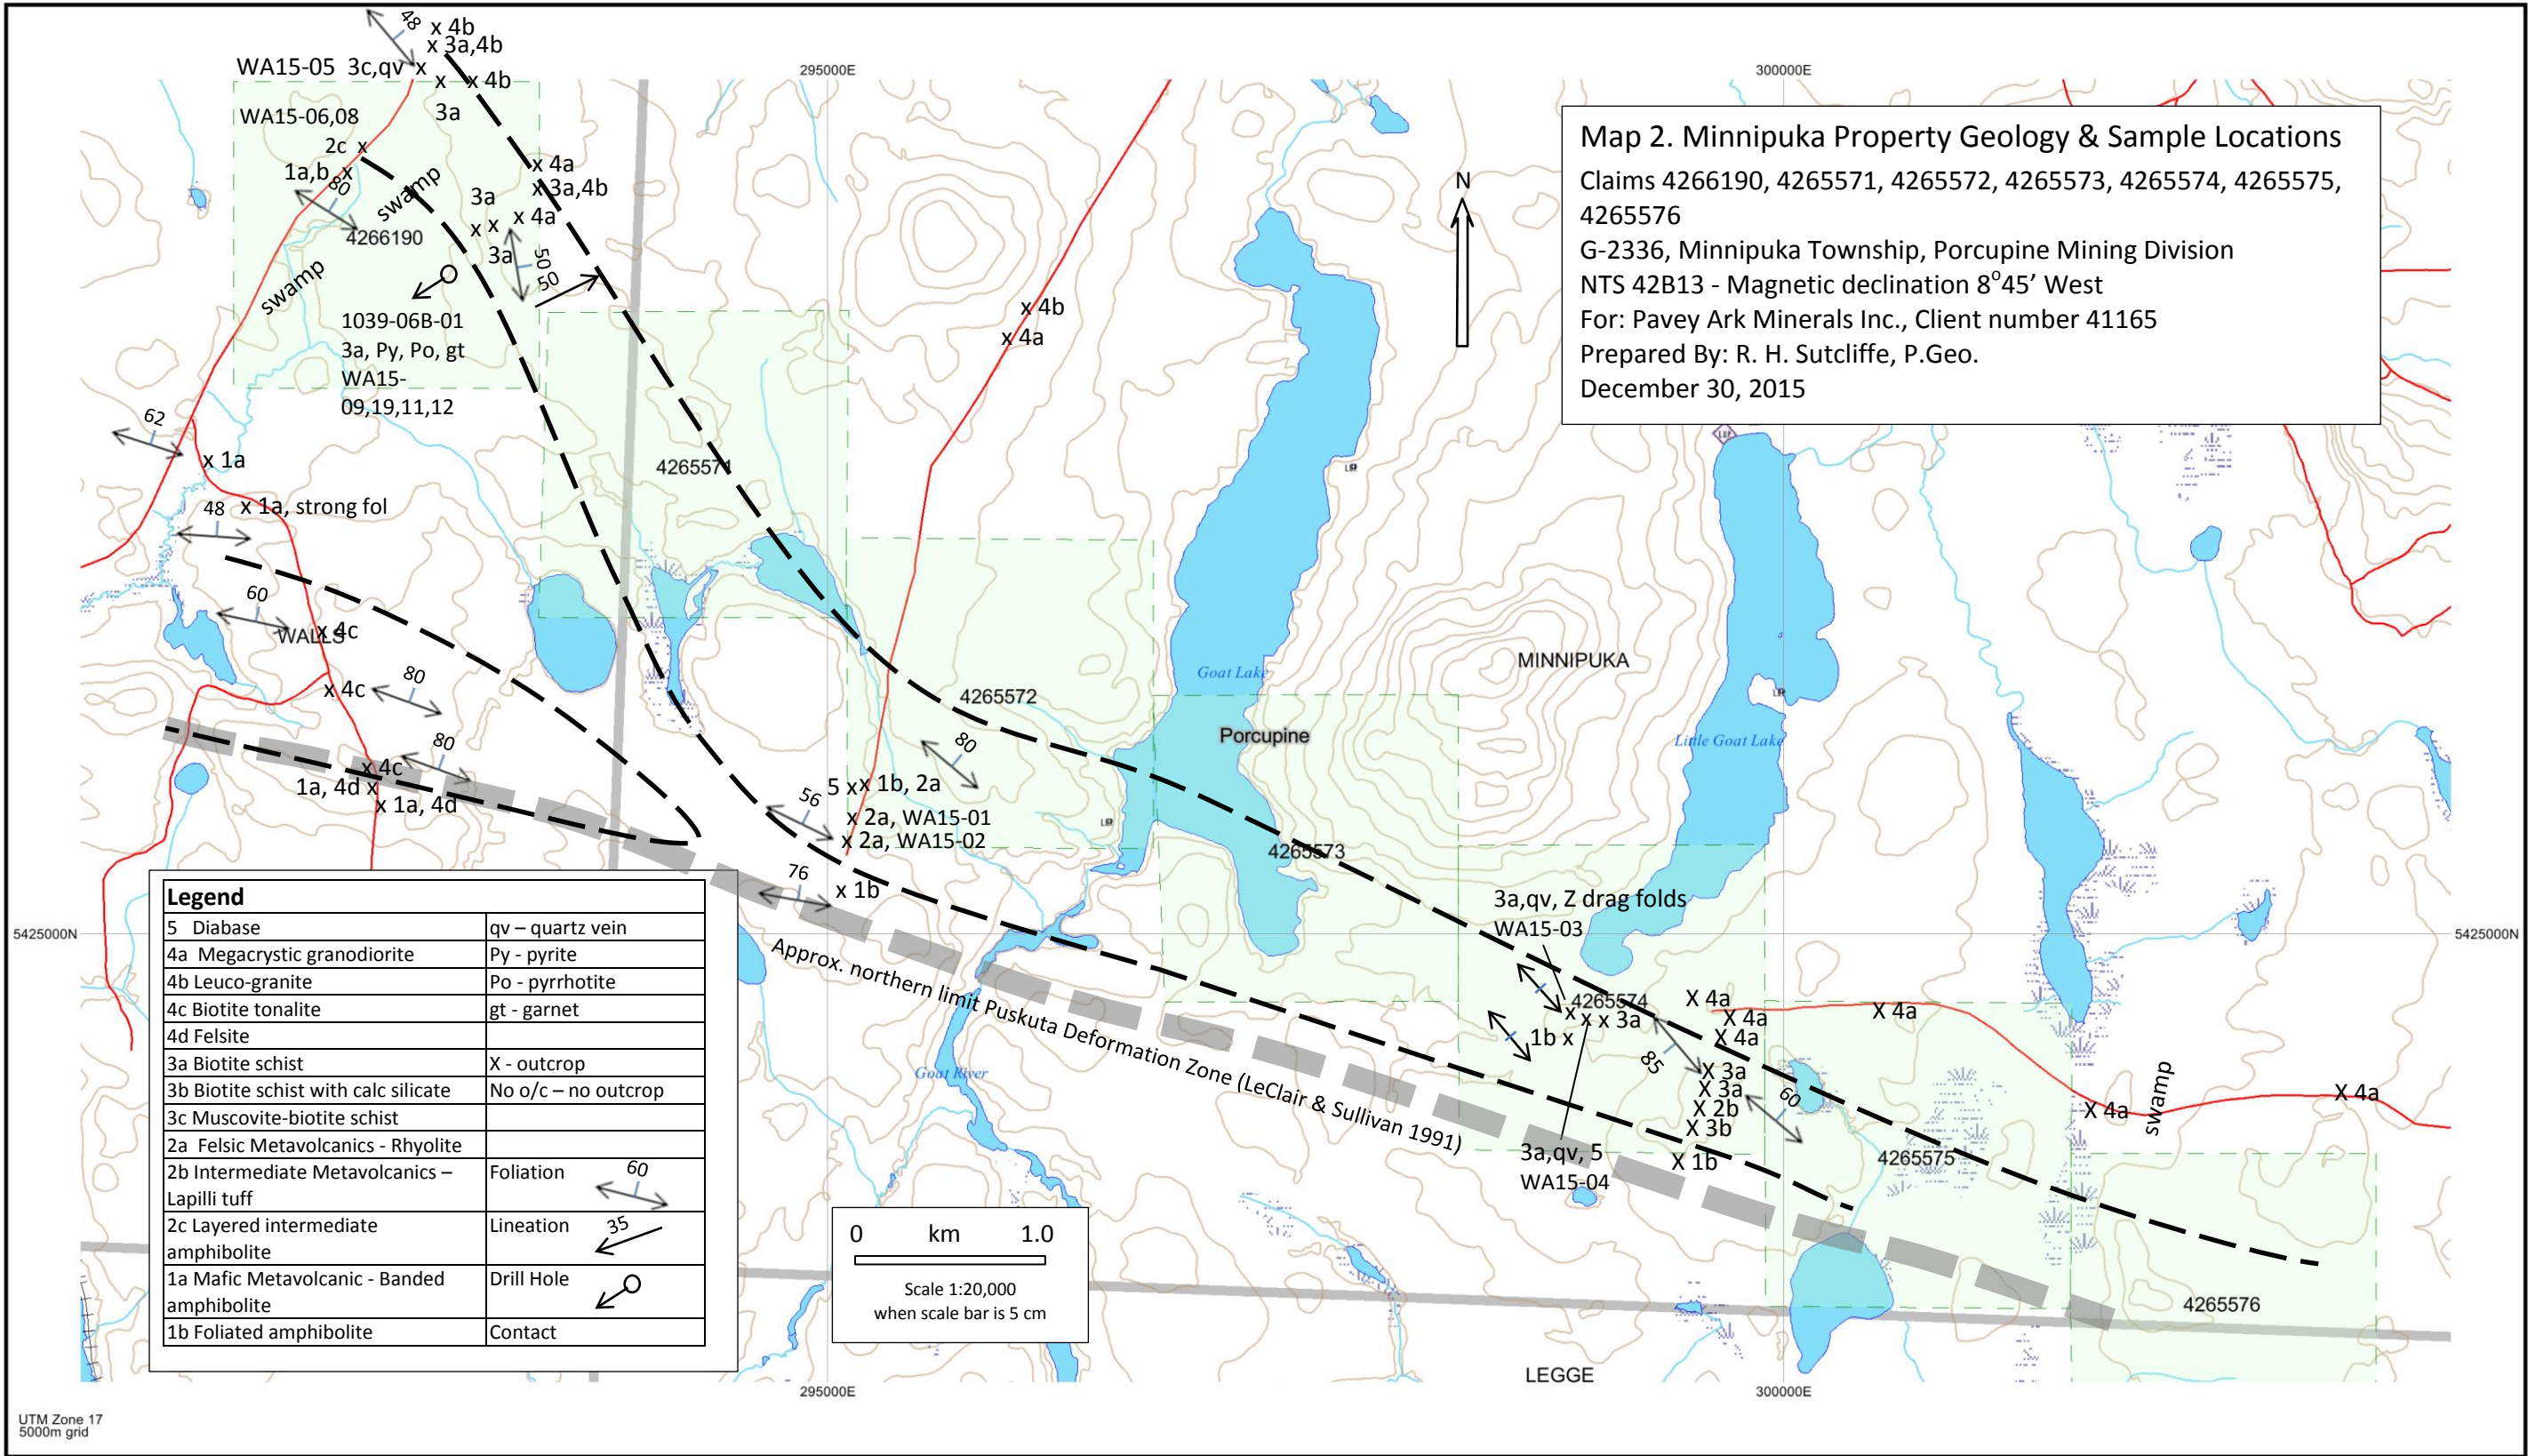 48
x 4b
x 3a,4b
WA15-05 3c,qv x
x x 4b
3a
295000E
300000E
WA15-06,08
2c x
1a,b x
80
swamp
4266190
swamp
x 4a
x 3a,4b
3a
x x
x 4a
3a
50
50
1039-06B-01
3a, Py, Po, gt
WA15-
09,19,11,12
Map 2. Minnipuka Property Geology & Sample Locations
Claims 4266190, 4265571, 4265572, 4265573, 4265574, 4265575,
4265576
G-2336, Minnipuka Township, Porcupine Mining Division
NTS 42B13 - Magnetic declination 8o45’ West
For: Pavey Ark Minerals Inc., Client number 41165
Prepared By: R. H. Sutcliffe, P.Geo.
December 30, 2015
N
x 4b
x 4a
62
x 1a
4265571
48
x 1a, strong fol
60
WALLS
x 4c
x 4c
80
80
x 4c
1a, 4d x
x 1a, 4d
4265572
80
5 xx 1b, 2a
56
x 2a, WA15-01
x 2a, WA15-02
76
x 1b
Goat Lake
Porcupine
MINNIPUKA
Little Goat Lake
4265573
3a,qv, Z drag folds
WA15-03
5425000N
5425000N
4265574
x x x 3a
1b x
85
X 4a
X 4a
X 4a
X 4a
X 3a
X 3a
X 2b
X 3b
X 1b
60
4265575
X 4a
swamp
X 4a
3a,qv, 5
WA15-04
4265576
Approx. northern limit Puskuta Deformation Zone (LeClair & Sullivan 1991)
Goat River
Legend
5 Diabase
qv – quartz vein
4a Megacrystic granodiorite
Py - pyrite
4b Leuco-granite
Po - pyrrhotite
4c Biotite tonalite
gt - garnet
4d Felsite
3a Biotite schist
X - outcrop
3b Biotite schist with calc silicate
No o/c – no outcrop
3c Muscovite-biotite schist
2a Felsic Metavolcanics - Rhyolite
2b Intermediate Metavolcanics –
Lapilli tuff
Foliation
60
2c Layered intermediate
amphibolite
Lineation
35
1a Mafic Metavolcanic - Banded
amphibolite
Drill Hole
1b Foliated amphibolite
Contact
0 km 1.0
Scale 1:20,000
when scale bar is 5 cm
LEGGE
295000E
300000E
UTM Zone 17
5000m grid